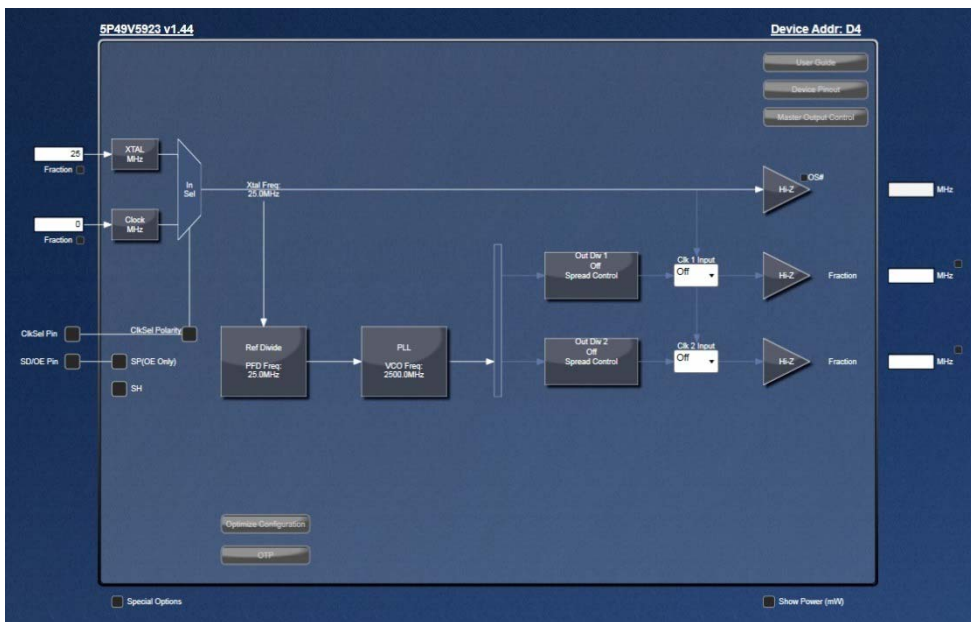 5P49V5923 v1.44
Device Addr: D4
User Guide
Device Pinout
Master Output Control
25
XTAL
MHz
Fraction
In
Sel
Xtal Freq:
25.0MHz
OS#
Hi-Z
MHz
0
Clock
MHz
Fraction
Out Div 1
Off
Spread Control
Clk 1 Input
Off
Hi-Z
Fraction
MHz
ClkSel Pin
ClkSel Polarity
SD/OE Pin
SP(OE Only)
SH
Ref Divide
PFD Freq:
25.0MHz
PLL
VCO Freq:
2500.0MHz
Out Div 2
Off
Spread Control
Clk 2 Input
Off
Hi-Z
Fraction
MHz
Optimize Configuration
OTP
Special Options
Show Power (mW)